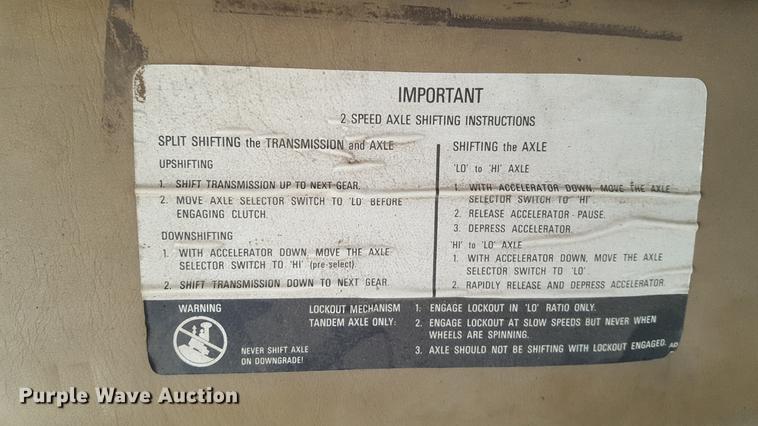 IMPORTANT
2 SPEED AXLE SHIFTING INSTRUCTIONS
SPLIT SHIFTING the TRANSMISSION and AXLE
UPSHIFTING
1. SHIFT TRANSMISSION UP TO NEXT GEAR.
2. MOVE AXLE SELECTOR SWITCH TO 'LO' BEFORE
ENGAGING CLUTCH.
DOWNSHIFTING
1. WITH ACCELERATOR DOWN, MOVE THE AXLE
SELECTOR SWITCH TO 'HI' (pre-select).
2. SHIFT TRANSMISSION DOWN TO NEXT GEAR.
SHIFTING the AXLE
'LO' to 'HI' AXLE
1. WITH ACCELERATOR DOWN, MOVE THE AXLE
SELECTOR SWITCH TO 'HI'.
2. RELEASE ACCELERATOR - PAUSE.
3. DEPRESS ACCELERATOR.
'HI' to 'LO' AXLE
1. WITH ACCELERATOR DOWN, MOVE THE AXLE
SELECTOR SWITCH TO 'LO'.
2. RAPIDLY RELEASE AND DEPRESS ACCELERATOR.
WARNING
NEVER SHIFT AXLE
ON DOWNGRADE!
LOCKOUT MECHANISM
TANDEM AXLE ONLY:
1. ENGAGE LOCKOUT IN 'LO' RATIO ONLY.
2. ENGAGE LOCKOUT AT SLOW SPEEDS BUT NEVER WHEN
WHEELS ARE SPINNING.
3. AXLE SHOULD NOT BE SHIFTING WITH LOCKOUT ENGAGED.
AD
Purple Wave Auction